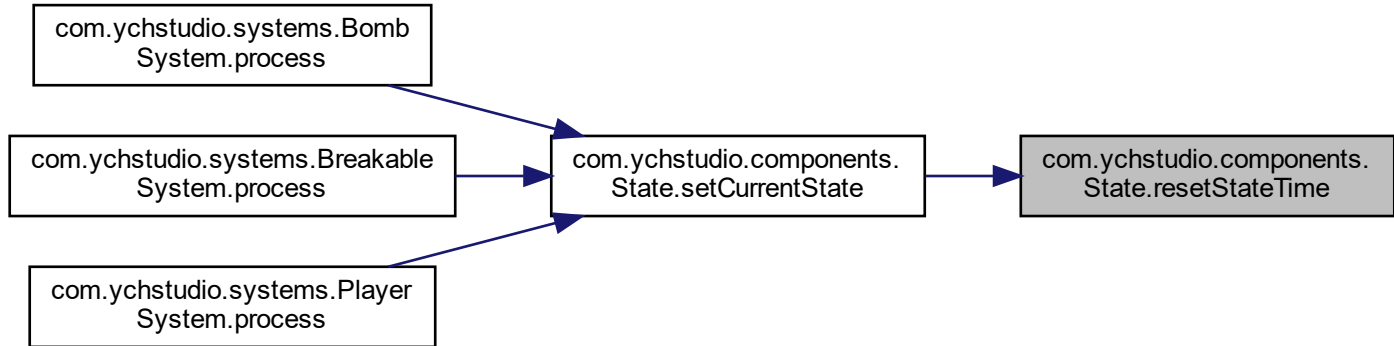 com.ychstudio.systems.Bomb
System.process
com.ychstudio.systems.Breakable
System.process
com.ychstudio.systems.Player
System.process
com.ychstudio.components.
State.setCurrentState
com.ychstudio.components.
State.resetStateTime